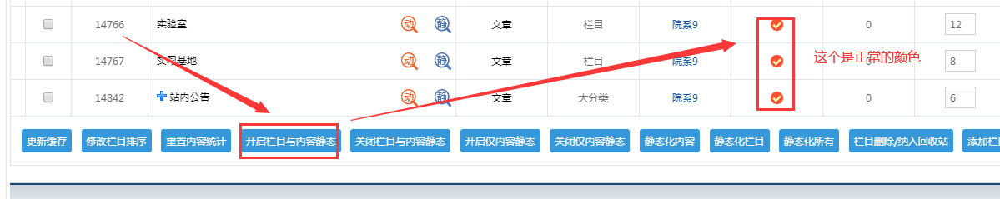 14766 实验室 动 静 文章 栏目 院系9 0 12
14767 实习基地 动 静 文章 栏目 院系9 0 8
这个是正常的颜色
14842 站内公告 动 静 文章 大分类 院系9 0 6
更新缓存 修改栏目排序 重置内容统计 开启栏目与内容静态 关闭栏目与内容静态 开启仅内容静态 关闭仅内容静态 静态化内容 静态化栏目 静态化所有 栏目删除/纳入回收站 添加栏